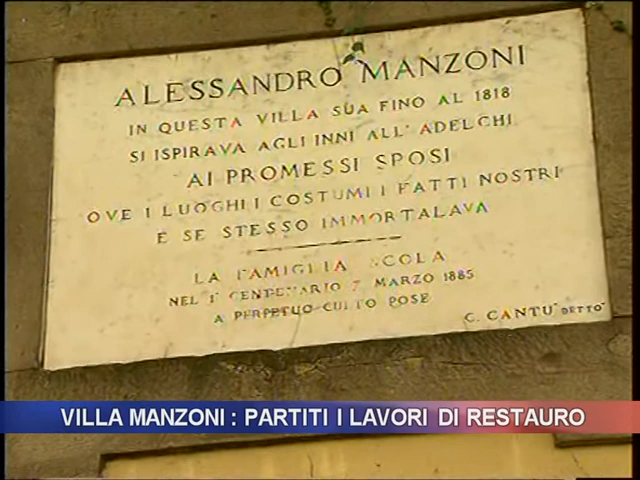 ALESSANDRO MANZONI
IN QUESTA VILLA SUA FINO AL 1818
SI ISPIRAVA AGLI INNI ALL' ADELCHI
AI PROMESSI SPOSI
OVE I LUOGHI I COSTUMI I FATTI NOSTRI
E SE STESSO IMMORTALAVA
LA FAMIGLIA SCOLA
NEL 1° CENTENARIO 7 MARZO 1885
A PERPETUO CULTO POSE
C. CANTU' DETTO
VILLA MANZONI : PARTITI I LAVORI DI RESTAURO